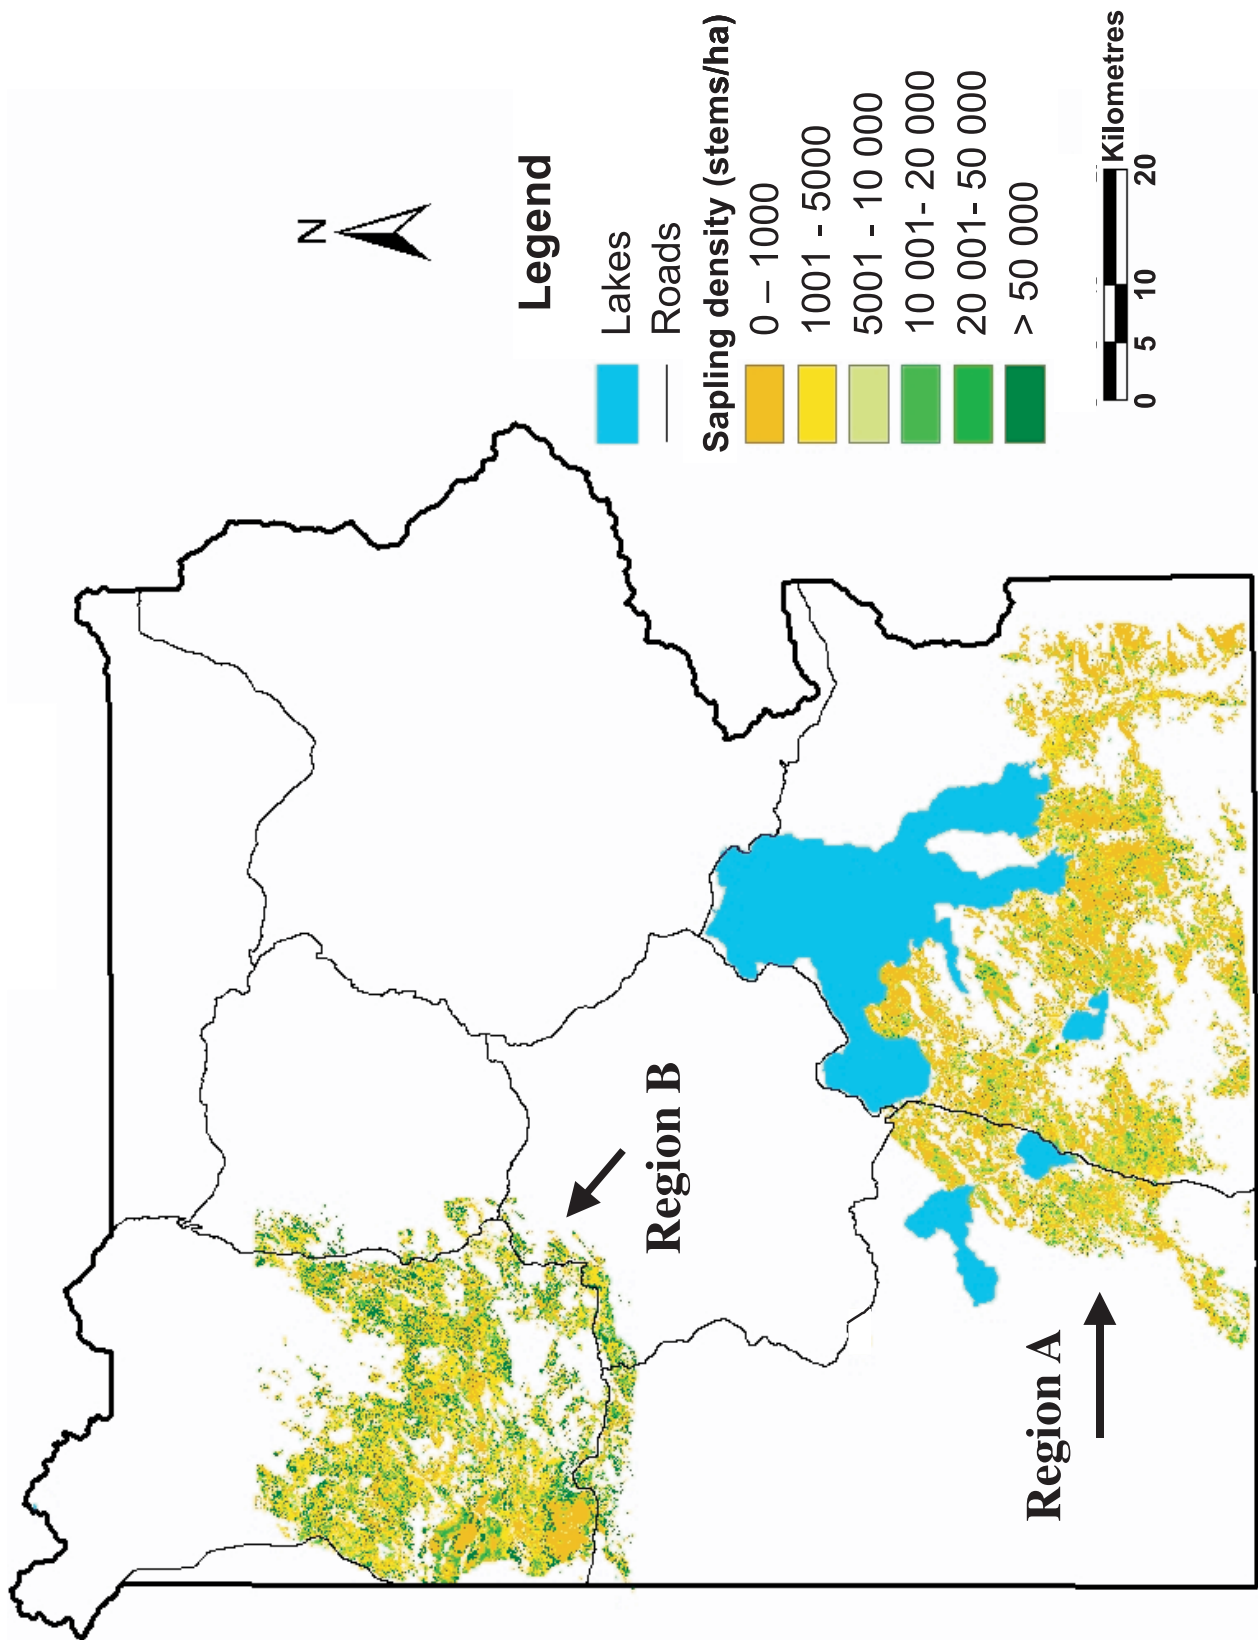 N
Legend
Lakes
Roads
Sapling density (stems/ha)
0 – 1000
1001 - 5000
5001 - 10 000
10 001- 20 000
20 001- 50 000
> 50 000
0 5 10 20
Kilometres
Region B
Region A